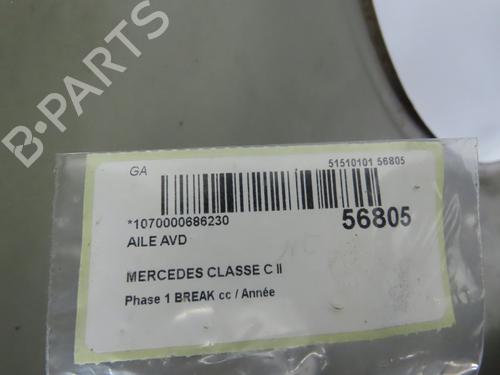 B-PARTS
GA
51510101 56805
*1070000686230
56805
AILE AVD
MERCEDES CLASSE C II
Phase 1 BREAK cc / Année